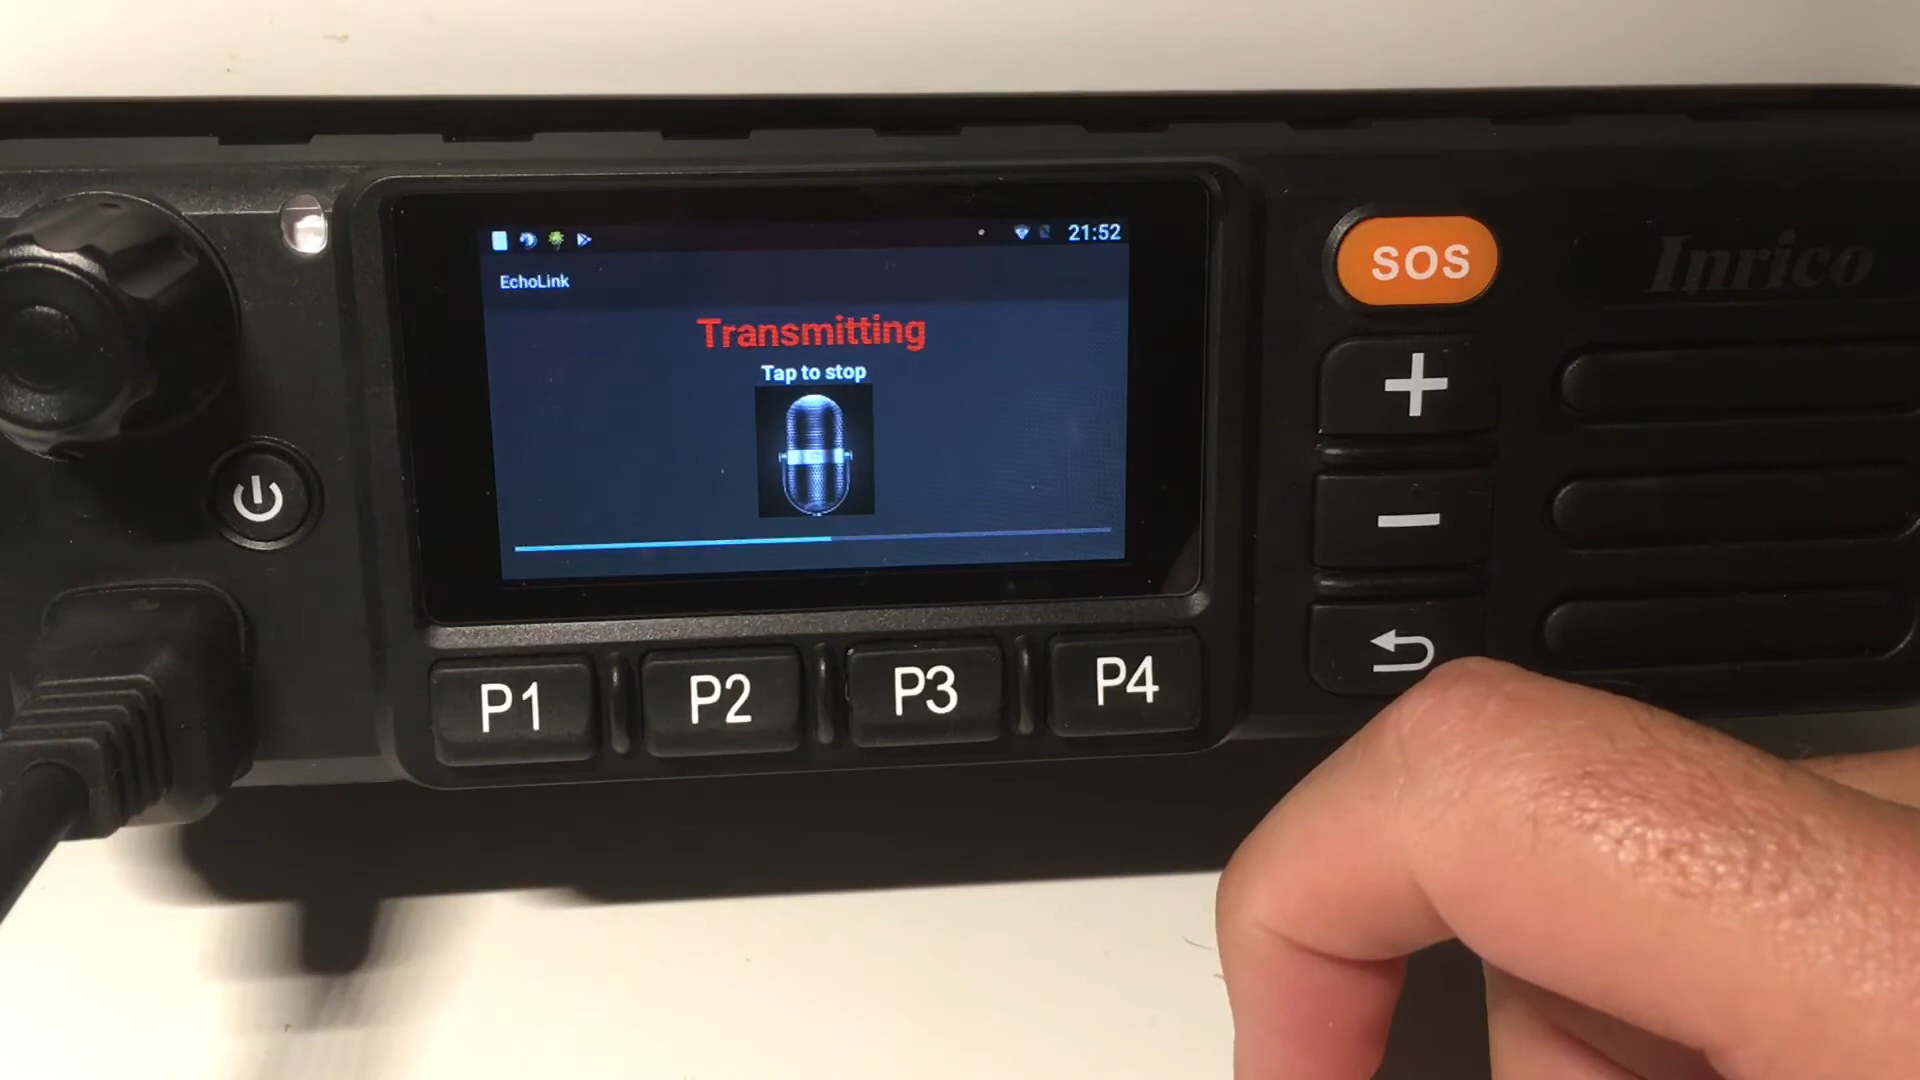 21:52
EchoLink
Transmitting
Tap to stop
SOS
Inrico
P1 P2 P3 P4